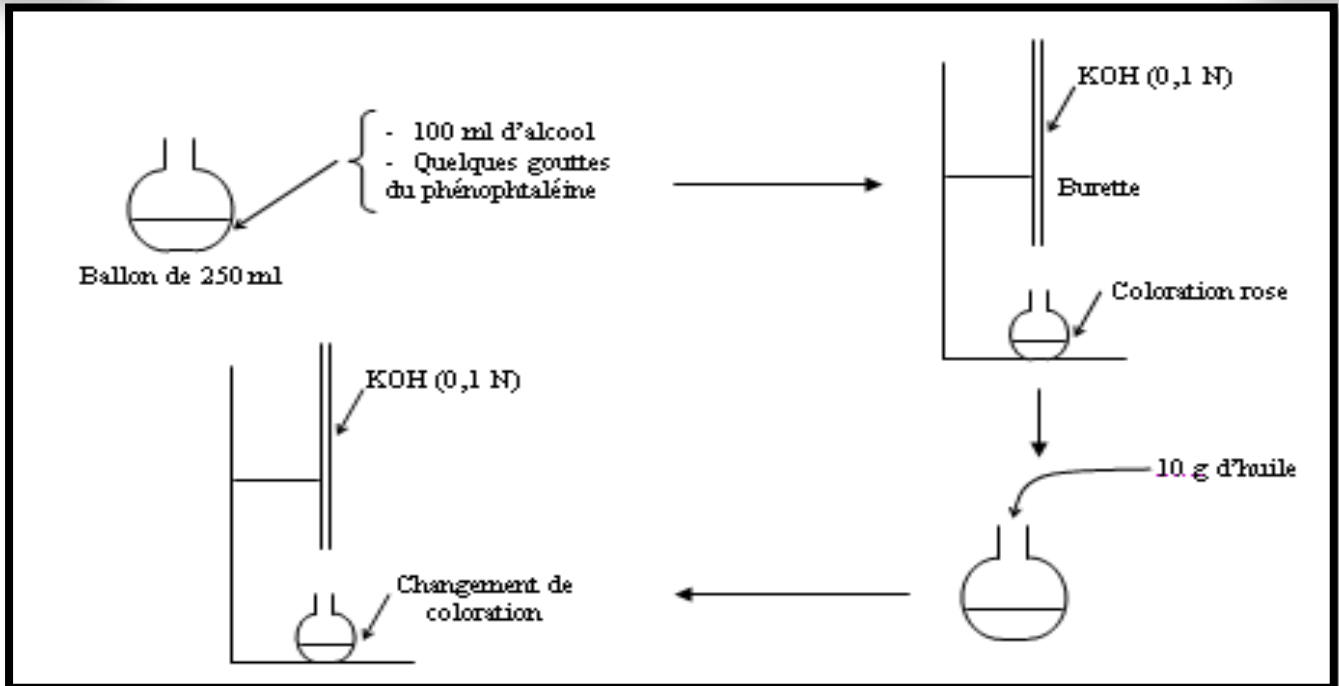 - 100 ml d'alcool
- Quelques gouttes
du phénophtaléine
Ballon de 250 ml
KOH (0,1 N)
Burette
Coloration rose
10 g d'huile
KOH (0,1 N)
Changement de
coloration